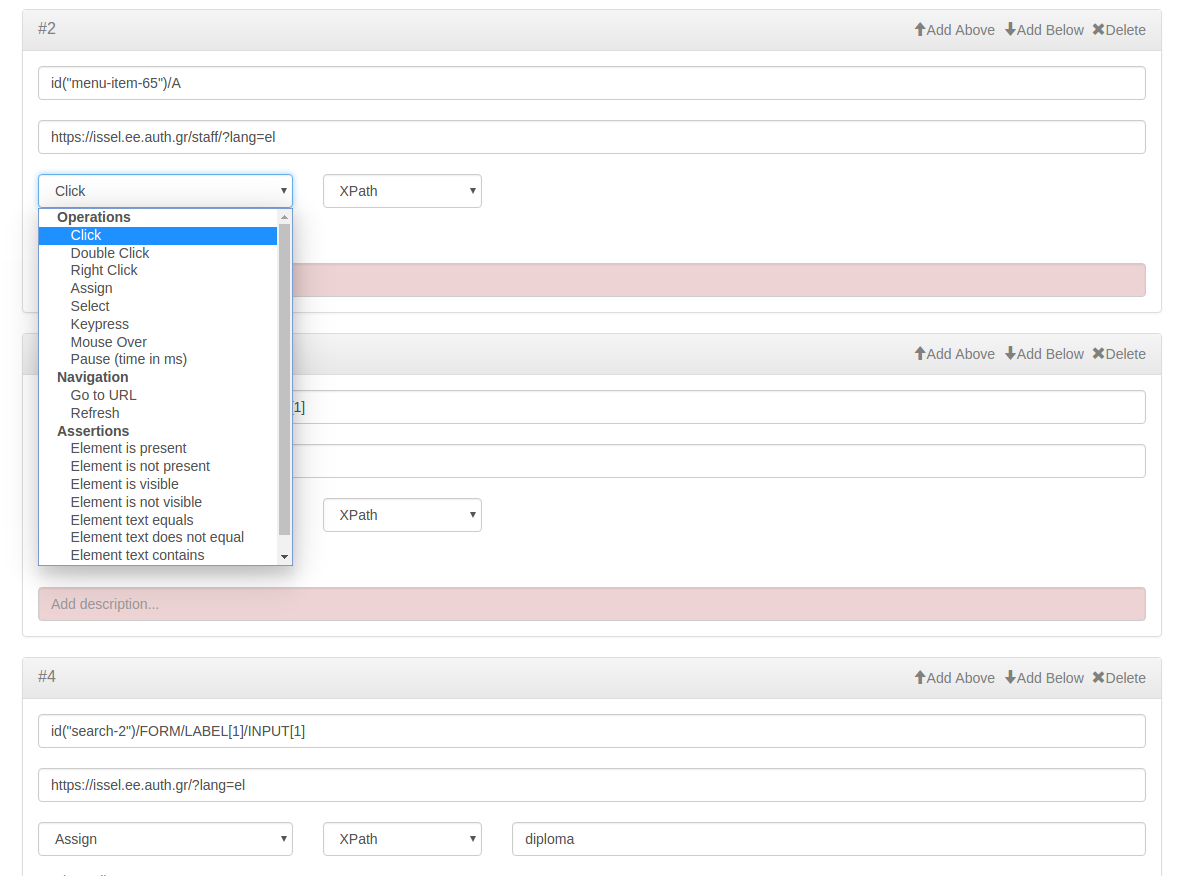 #2 Add Above Add Below Delete
id("menu-item-65")/A
https://issel.ee.auth.gr/staff/?lang=el
Click XPath
Operations
Click
Double Click
Right Click
Assign
Select
Keypress
Mouse Over
Pause (time in ms)
Navigation
Go to URL
Refresh
Assertions
Element is present
Element is not present
Element is visible
Element is not visible
Element text equals
Element text does not equal
Element text contains
Add Above Add Below Delete
[1]
XPath
Add description...
#4 Add Above Add Below Delete
id("search-2")/FORM/LABEL[1]/INPUT[1]
https://issel.ee.auth.gr/?lang=el
Assign XPath diploma